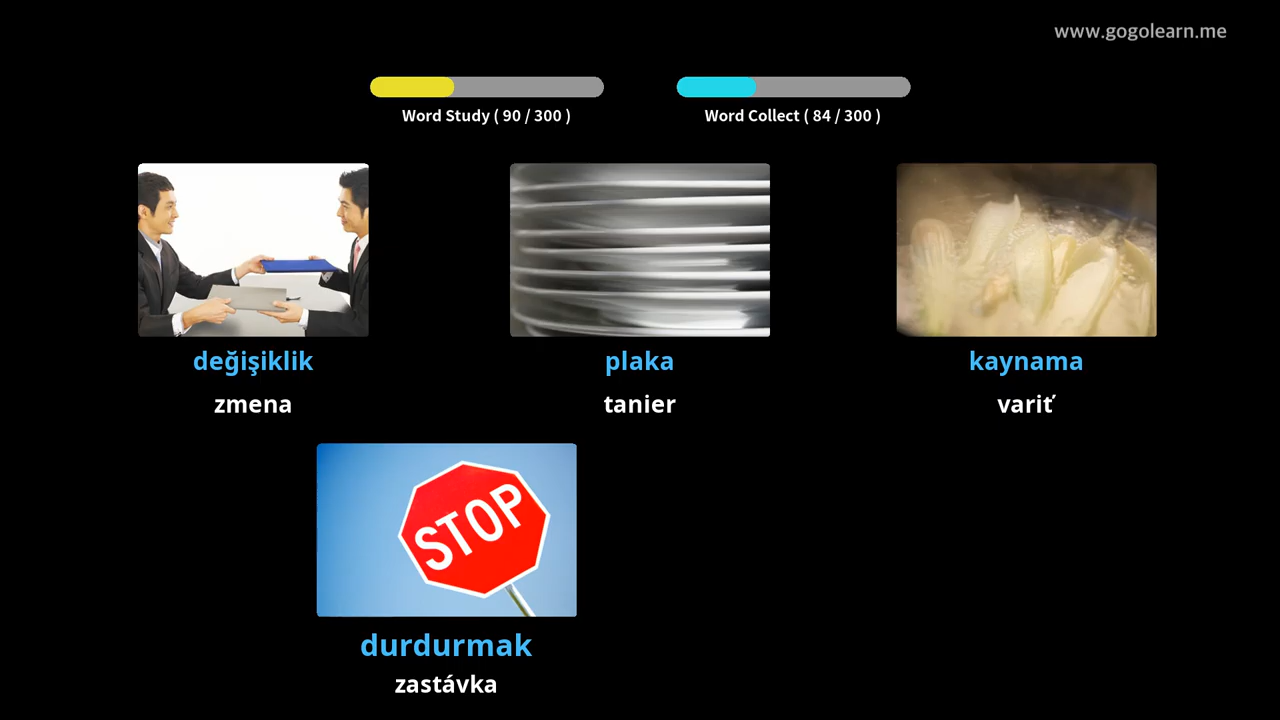 www.gogolearn.me
Word Study ( 90 / 300 )
Word Collect ( 84 / 300 )
değişiklik
plaka
kaynama
zmena
tanier
variť
STOP
durdurmak
zastávka